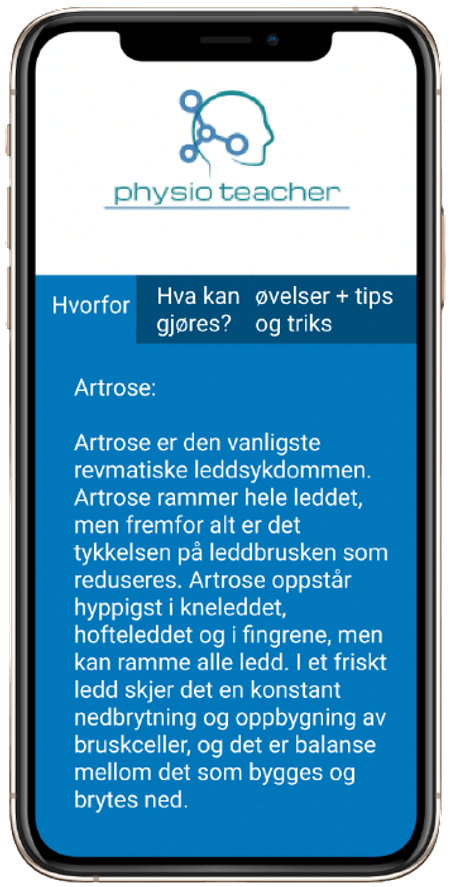 physio teacher
Hvorfor
Hva kan
gjøres?
øvelser + tips
og triks
Artrose:
Artrose er den vanligste
revmatiske leddsykdommen.
Artrose rammer hele leddet,
men fremfor alt er det
tykkelsen på leddbrusken som
reduseres. Artrose oppstår
hyppigst i kneleddet,
hofteleddet og i fingrene, men
kan ramme alle ledd. I et friskt
ledd skjer det en konstant
nedbrytning og oppbygning av
bruskceller, og det er balanse
mellom det som bygges og
brytes ned.